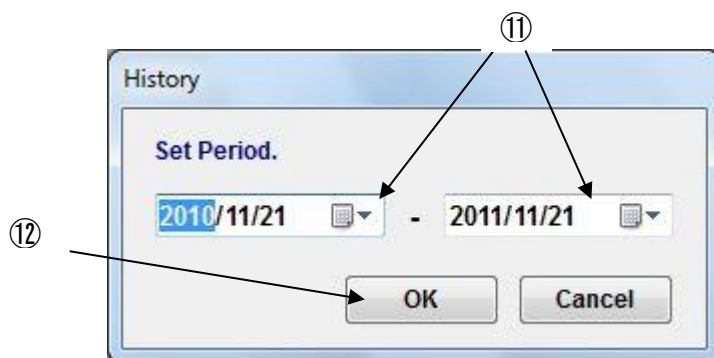 ⑪
History
Set Period.
2010/11/21 - 2011/11/21
⑫
OK Cancel